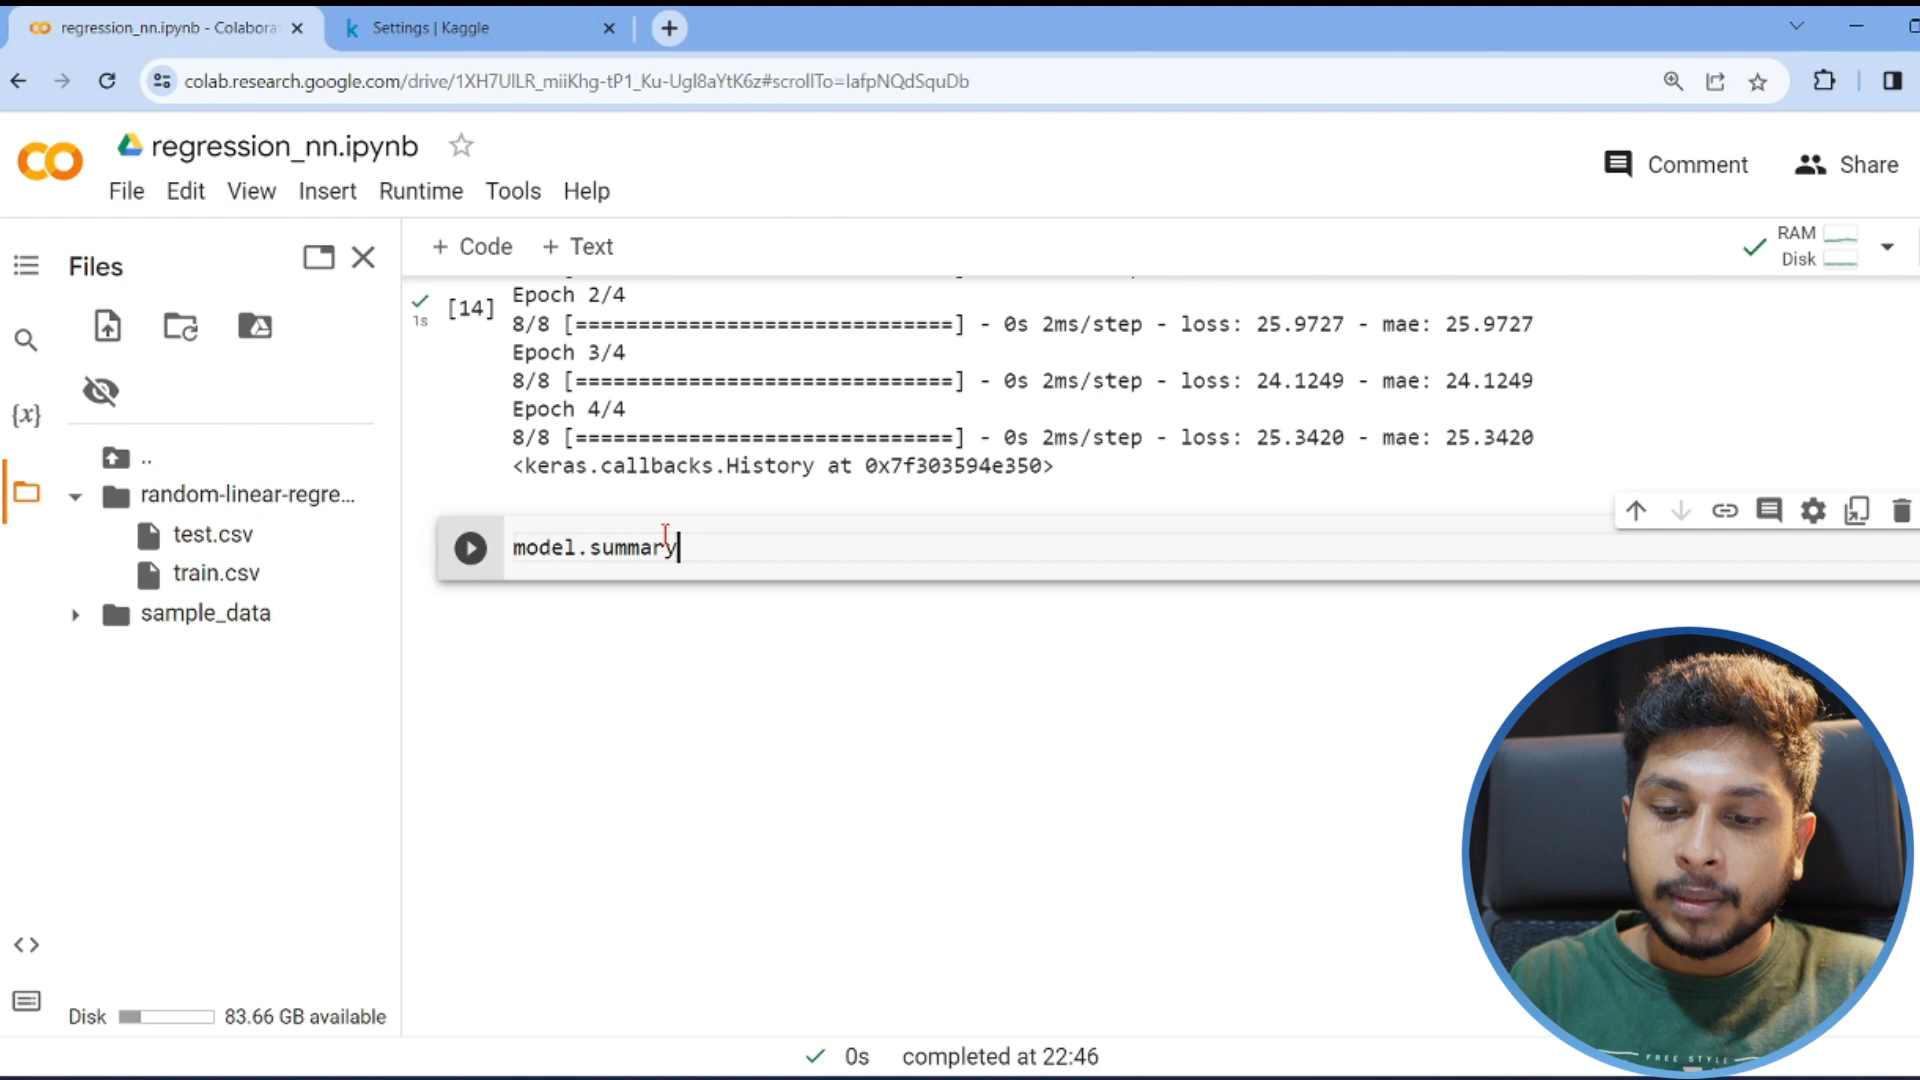 regression_nn.ipynb - Colabora
Settings | Kaggle
colab.research.google.com/drive/1XH7UlLR_miiKhg-tP1_Ku-Ugl8aYtK6z#scrollTo=IafpNQdSquDb
regression_nn.ipynb
Comment
Share
File Edit View Insert Runtime Tools Help
Files
+ Code + Text
RAM
Disk
{x}
..
random-linear-regre...
test.csv
train.csv
sample_data
Disk 83.66 GB available
1s
[14]
Epoch 2/4
8/8 [==============================] - 0s 2ms/step - loss: 25.9727 - mae: 25.9727
Epoch 3/4
8/8 [==============================] - 0s 2ms/step - loss: 24.1249 - mae: 24.1249
Epoch 4/4
8/8 [==============================] - 0s 2ms/step - loss: 25.3420 - mae: 25.3420
<keras.callbacks.History at 0x7f303594e350>
model.summary
0s completed at 22:46
FREE STYLE